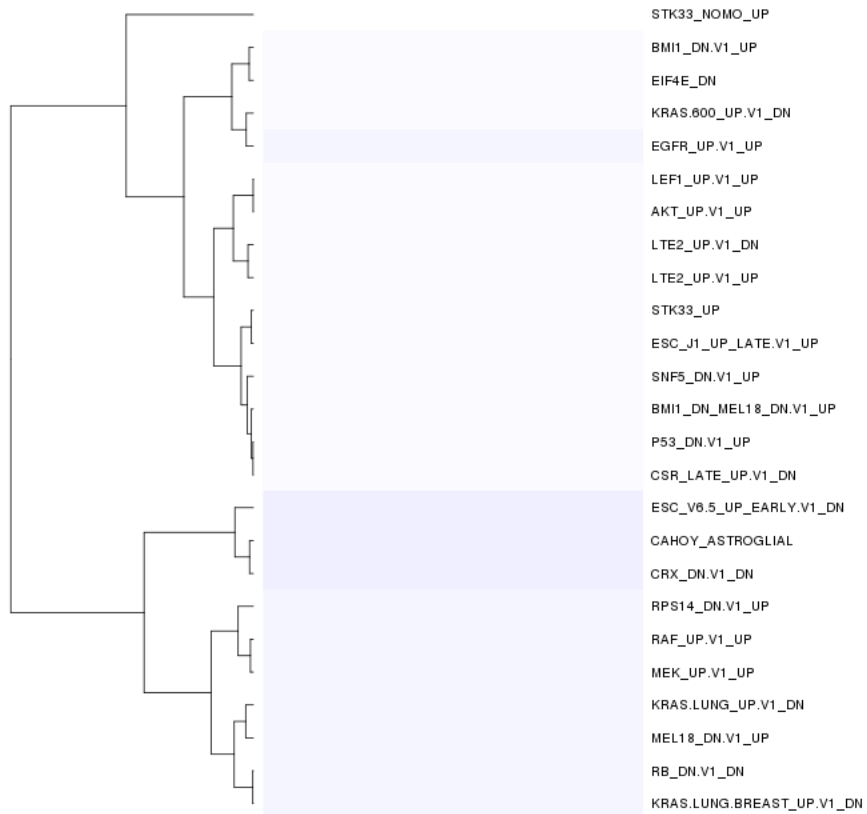 STK33_NOMO_UP
BMI1_DN.V1_UP
EIF4E_DN
KRAS.600_UP.V1_DN
EGFR_UP.V1_UP
LEF1_UP.V1_UP
AKT_UP.V1_UP
LTE2_UP.V1_DN
LTE2_UP.V1_UP
STK33_UP
ESC_J1_UP_LATE.V1_UP
SNF5_DN.V1_UP
BMI1_DN_MEL18_DN.V1_UP
P53_DN.V1_UP
CSR_LATE_UP.V1_DN
ESC_V6.5_UP_EARLY.V1_DN
CAHOY_ASTROGLIAL
CRX_DN.V1_DN
RPS14_DN.V1_UP
RAF_UP.V1_UP
MEK_UP.V1_UP
KRAS.LUNG_UP.V1_DN
MEL18_DN.V1_UP
RB_DN.V1_DN
KRAS.LUNG.BREAST_UP.V1_DN